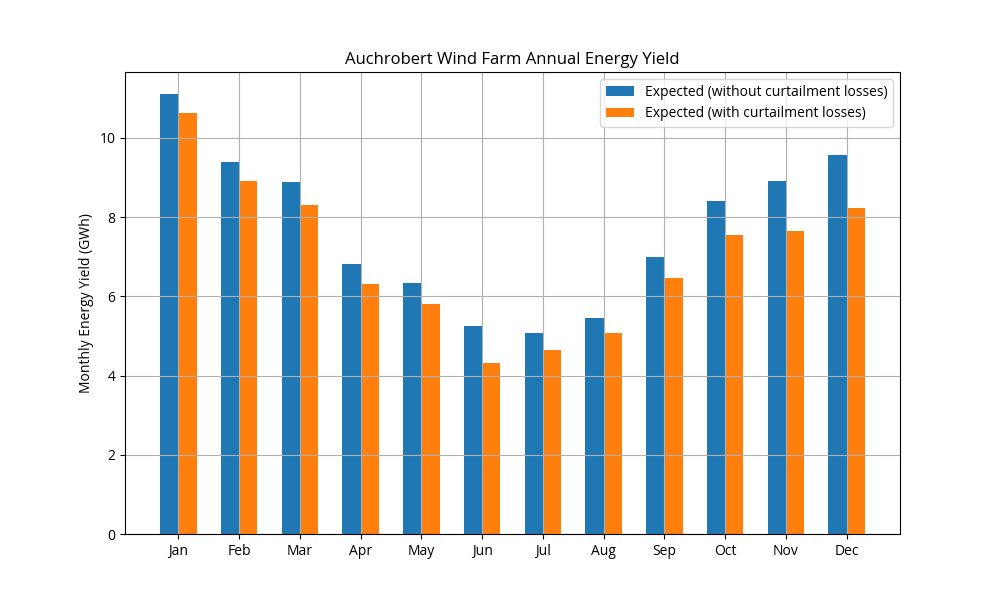 Auchrobert Wind Farm Annual Energy Yield
Expected (without curtailment losses)
Expected (with curtailment losses)
Monthly Energy Yield (GWh)
10
8
6
4
2
0
Jan Feb Mar Apr May Jun Jul Aug Sep Oct Nov Dec